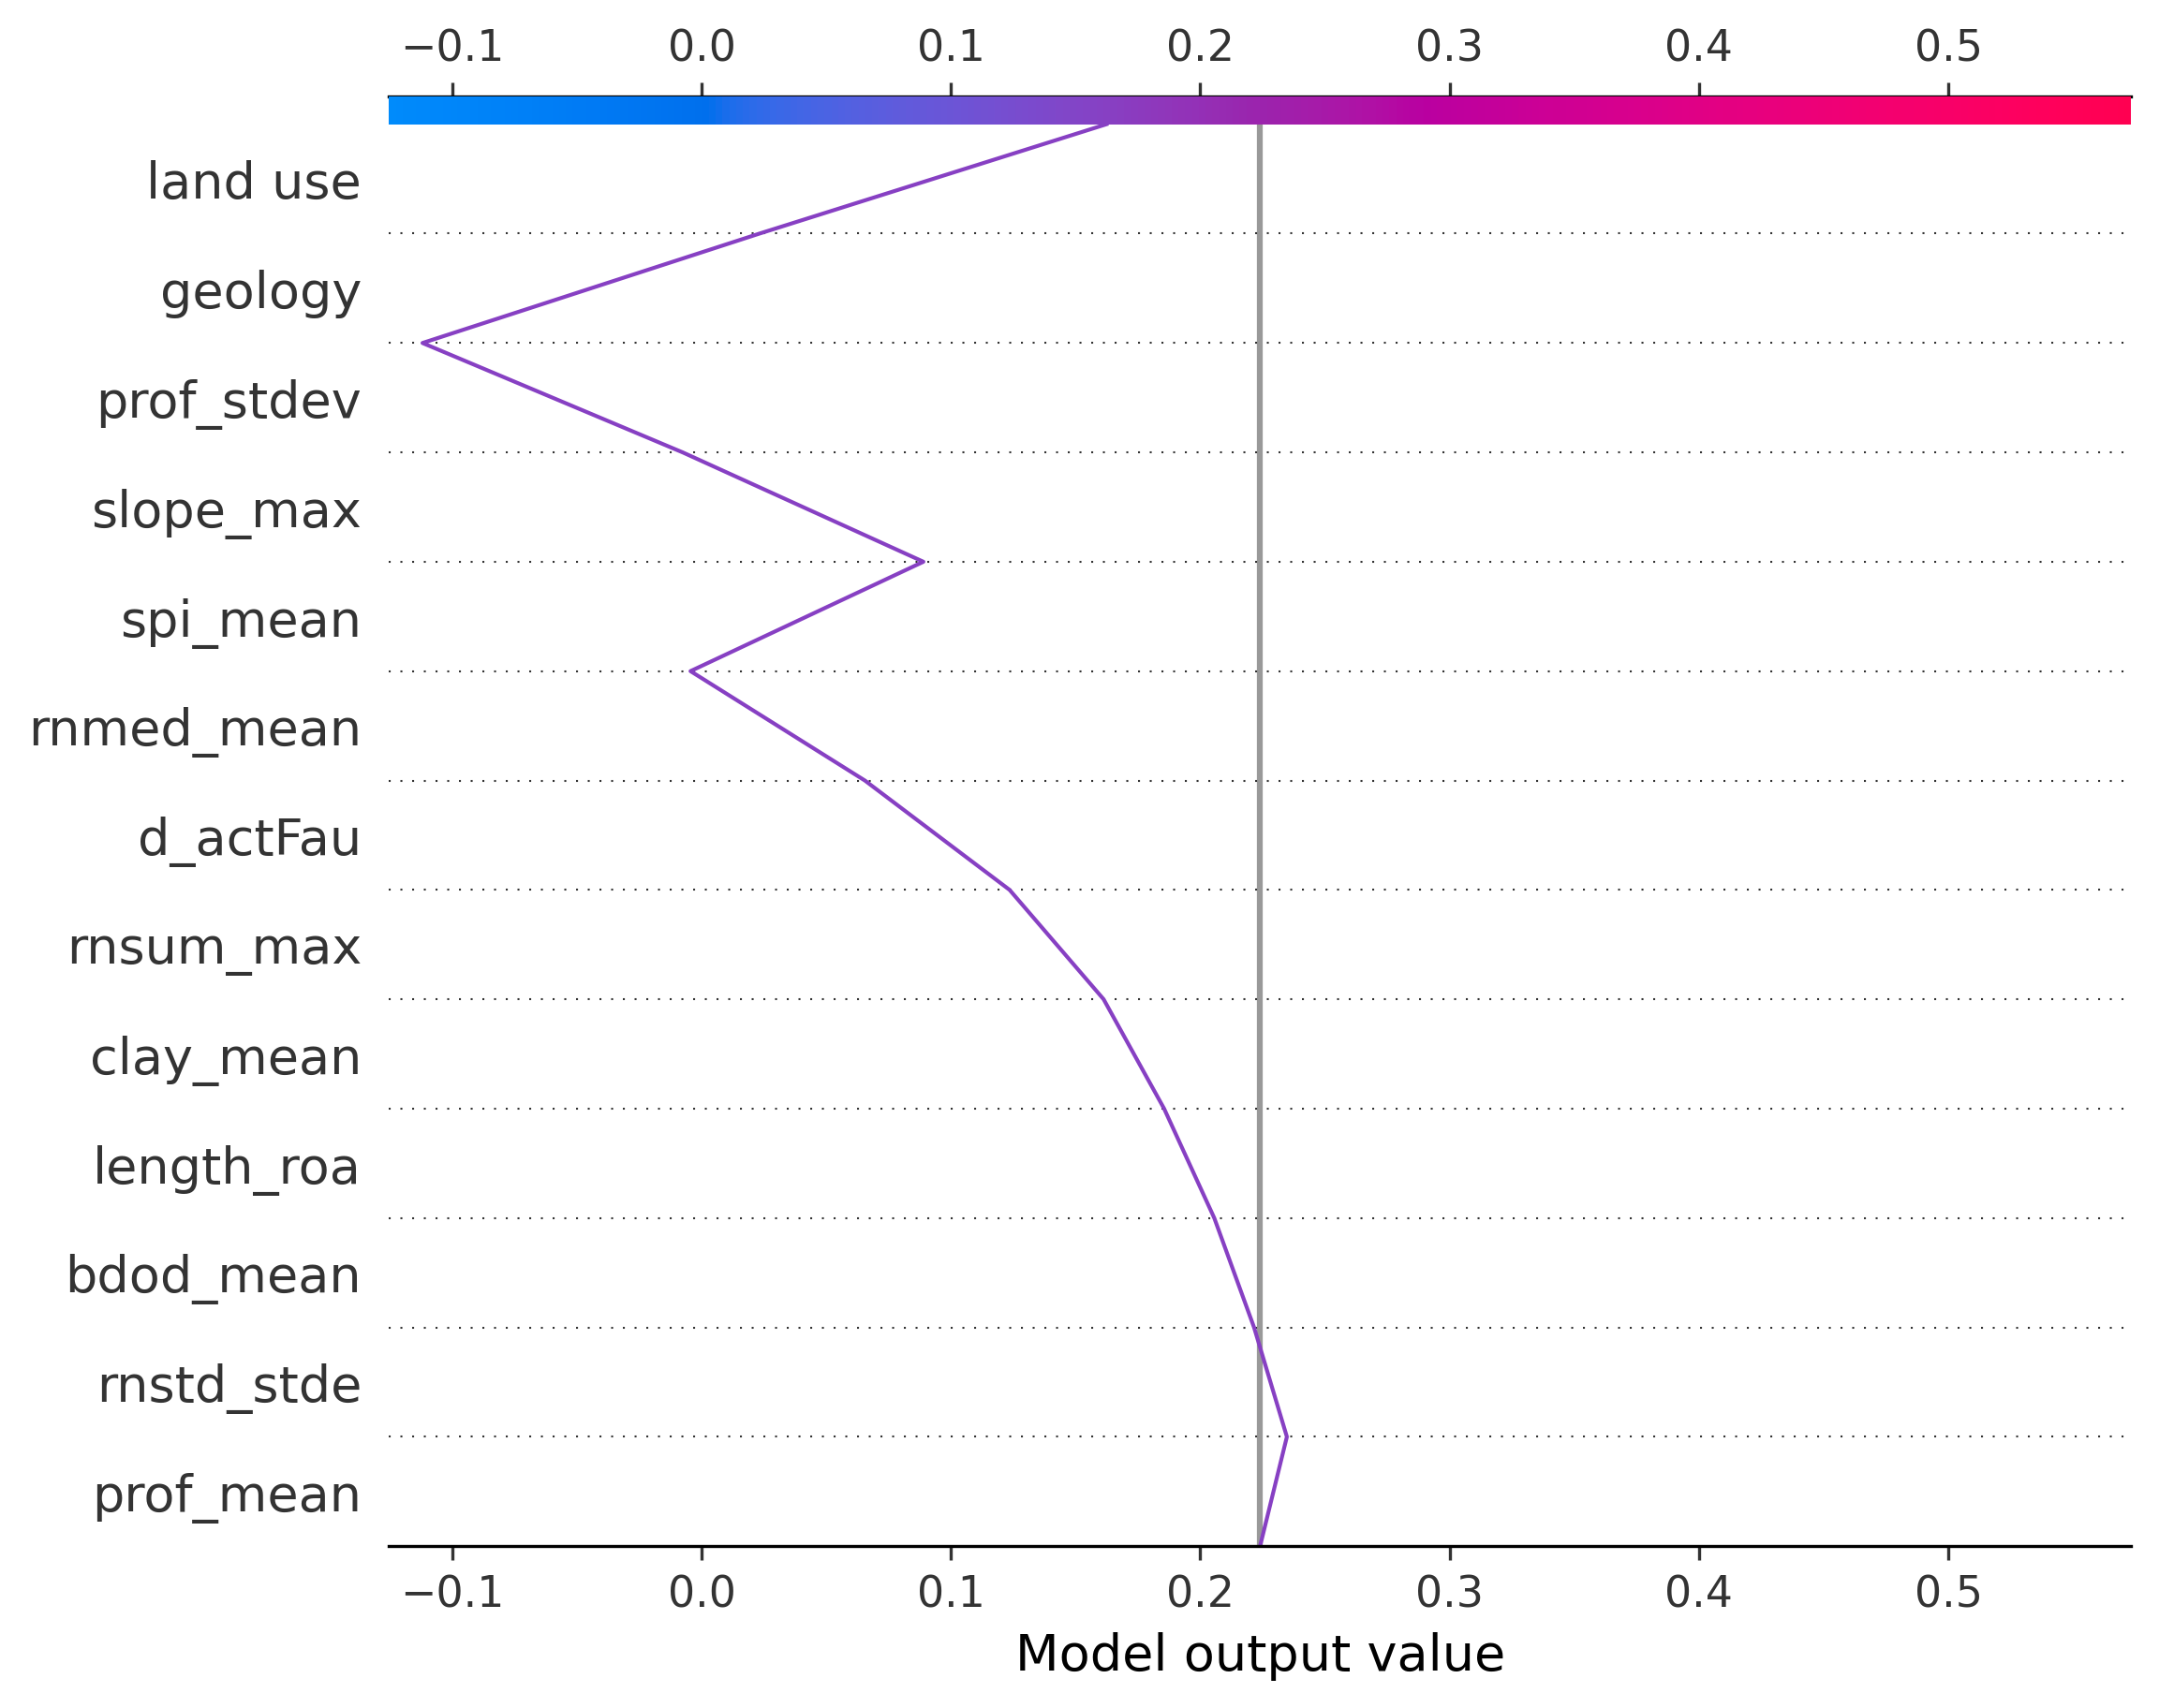 −0.1 0.0 0.1 0.2 0.3 0.4 0.5
land use
geology
prof_stdev
slope_max
spi_mean
rnmed_mean
d_actFau
rnsum_max
clay_mean
length_roa
bdod_mean
rnstd_stde
prof_mean
−0.1 0.0 0.1 0.2 0.3 0.4 0.5
Model output value